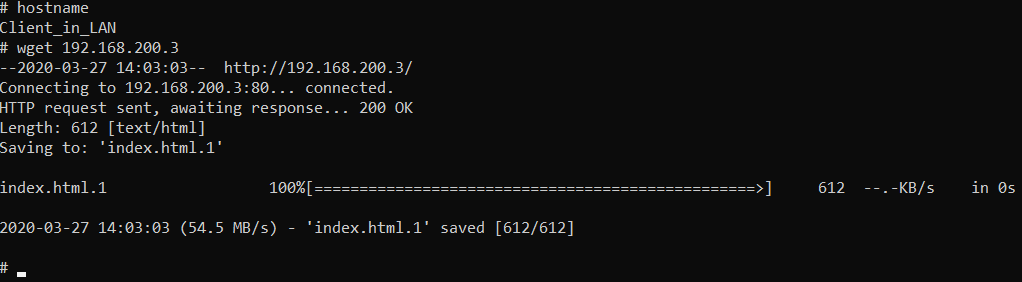 # hostname
Client_in_LAN
# wget 192.168.200.3
--2020-03-27 14:03:03--  http://192.168.200.3/
Connecting to 192.168.200.3:80... connected.
HTTP request sent, awaiting response... 200 OK
Length: 612 [text/html]
Saving to: 'index.html.1'
index.html.1                  100%[=================================================>]     612  --.-KB/s    in 0s
2020-03-27 14:03:03 (54.5 MB/s) - 'index.html.1' saved [612/612]
#